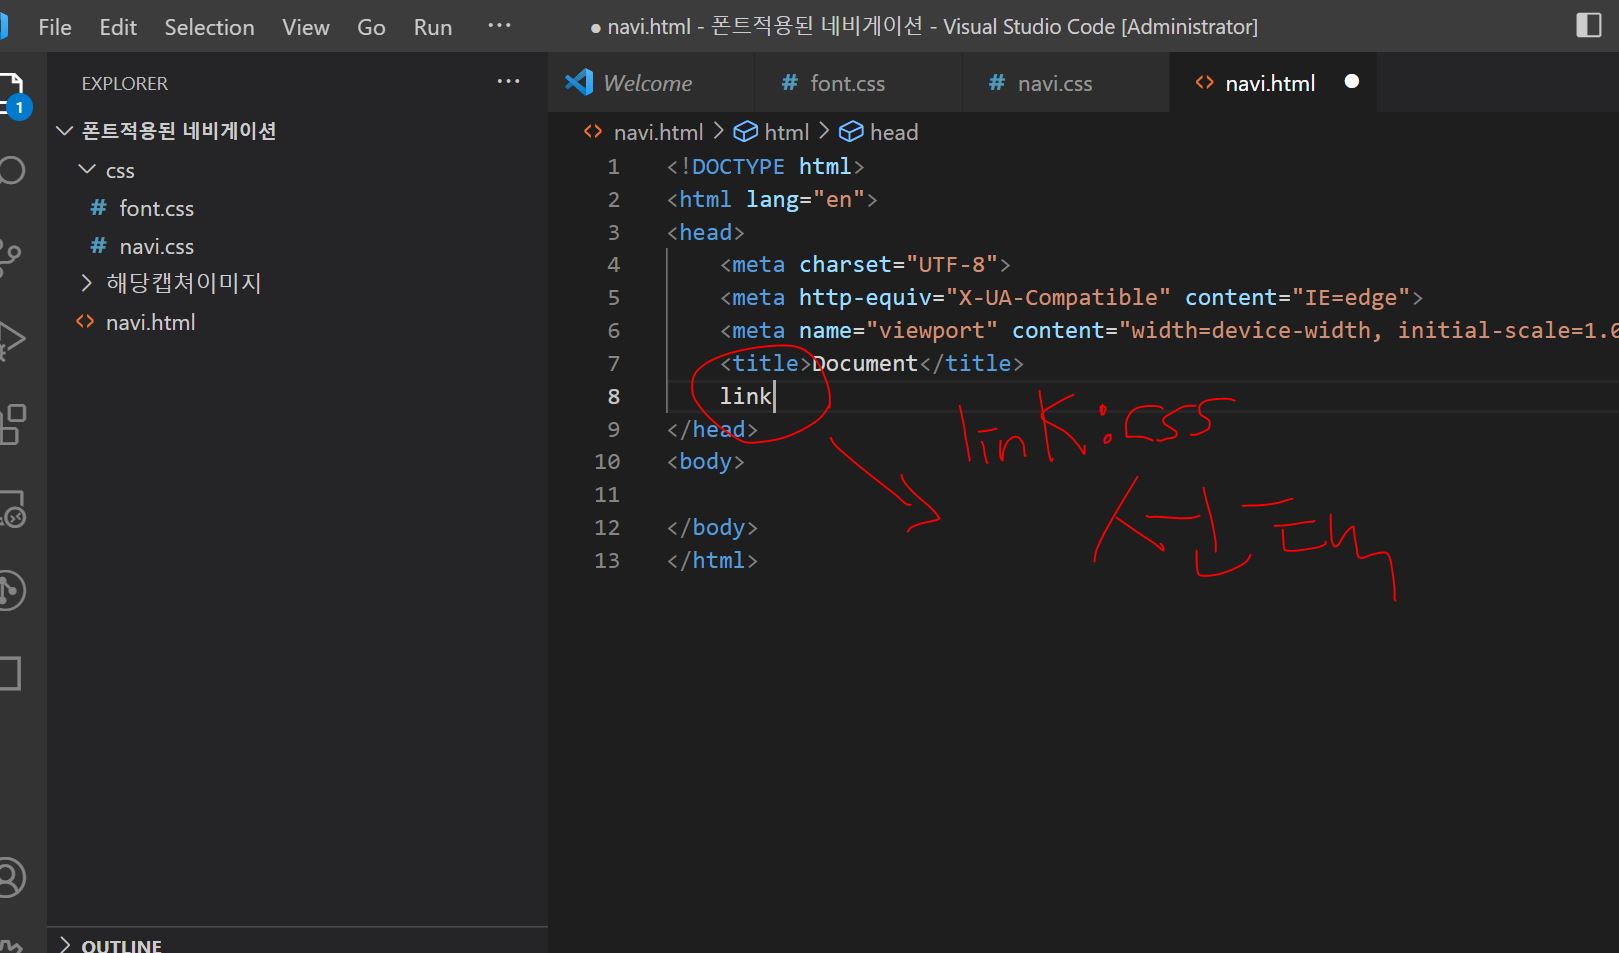 File Edit Selection View Go Run ···
● navi.html - 폰트적용된 네비게이션 - Visual Studio Code [Administrator]
1
EXPLORER ···
폰트적용된 네비게이션
css
# font.css
# navi.css
해당캡쳐이미지
<> navi.html
OUTLINE
Welcome # font.css # navi.css <> navi.html ●
<> navi.html > html > head
1 <!DOCTYPE html>
2 <html lang="en">
3 <head>
4 <meta charset="UTF-8">
5 <meta http-equiv="X-UA-Compatible" content="IE=edge">
6 <meta name="viewport" content="width=device-width, initial-scale=1.0
7 <title>Document</title>
8 link
9 </head>
10 <body>
11
12 </body>
13 </html>
link:css
선택